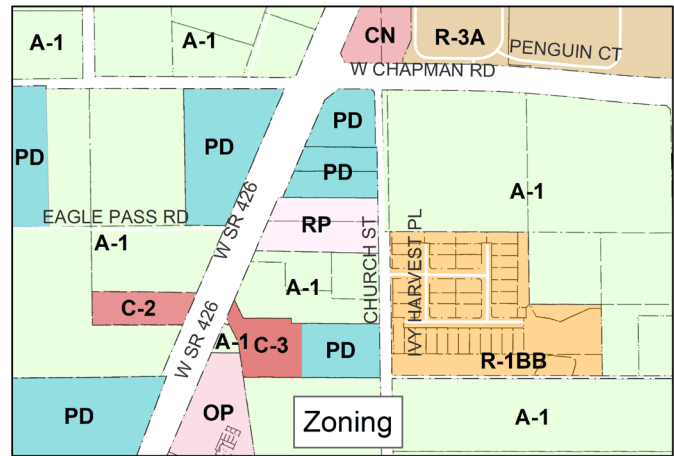 A-1
A-1
CN
R-3A
PENGUIN CT
W CHAPMAN RD
PD
PD
PD
PD
A-1
EAGLE PASS RD
W SR 426
RP
A-1
CHURCH ST
IVY HARVEST PL
A-1
C-2
W SR 426
A-1
C-3
PD
R-1BB
PD
OP
Zoning
A-1